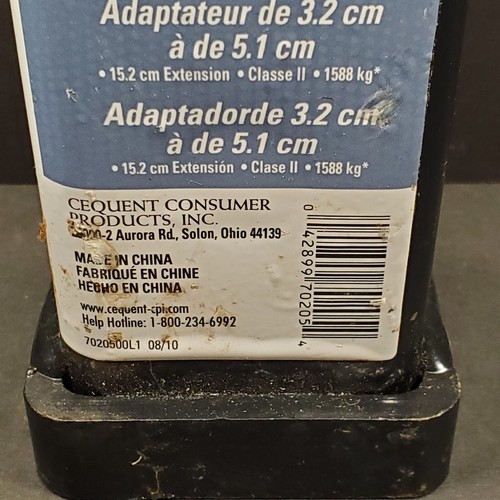 Adaptateur de 3.2 cm
à de 5.1 cm
• 15.2 cm Extension • Classe II • 1588 kg*
Adaptadorde 3.2 cm
à de 5.1 cm
• 15.2 cm Extensión • Clase II • 1588 kg*
CEQUENT CONSUMER
PRODUCTS, INC.
Aurora Rd., Solon, Ohio 44139
MADE IN CHINA
FABRIQUÉ EN CHINE
HECHO EN CHINA
www.cequent-cpi.com
Help Hotline: 1-800-234-6992
7020500L1 08/10
0 42899 70205 4